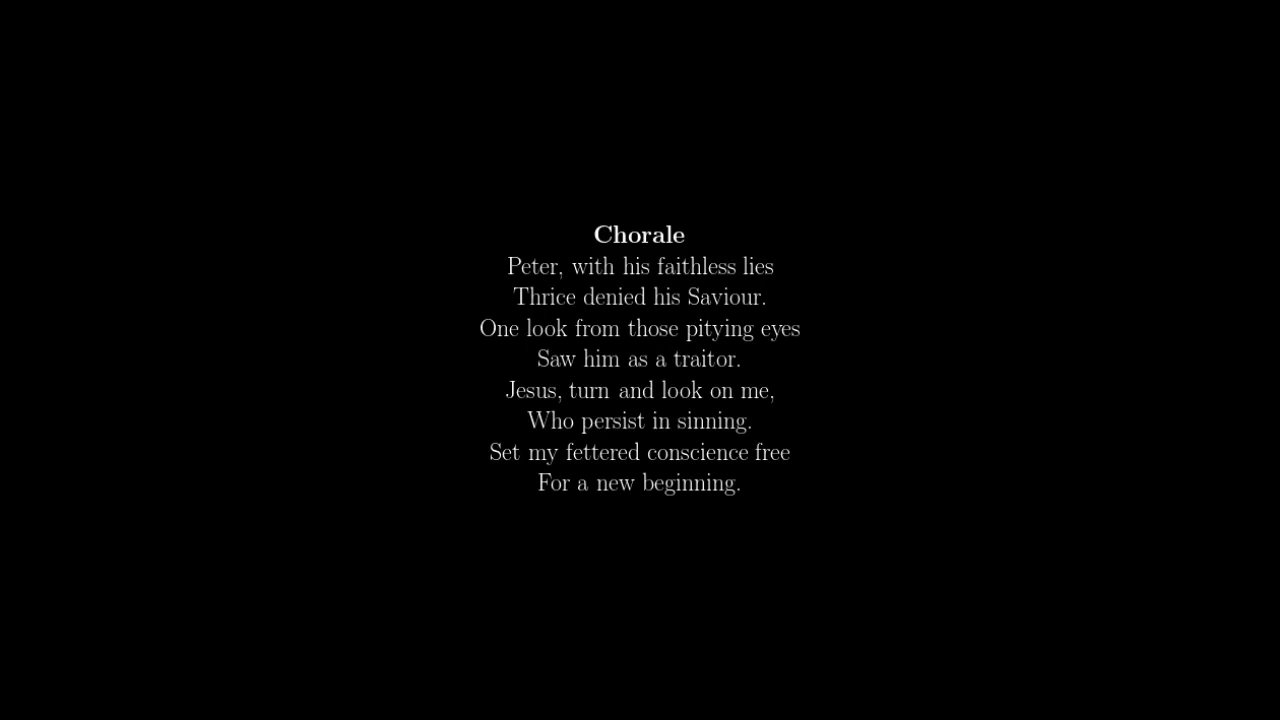 Chorale
Peter, with his faithless lies
Thrice denied his Saviour.
One look from those pitying eyes
Saw him as a traitor.
Jesus, turn and look on me,
Who persist in sinning.
Set my fettered conscience free
For a new beginning.